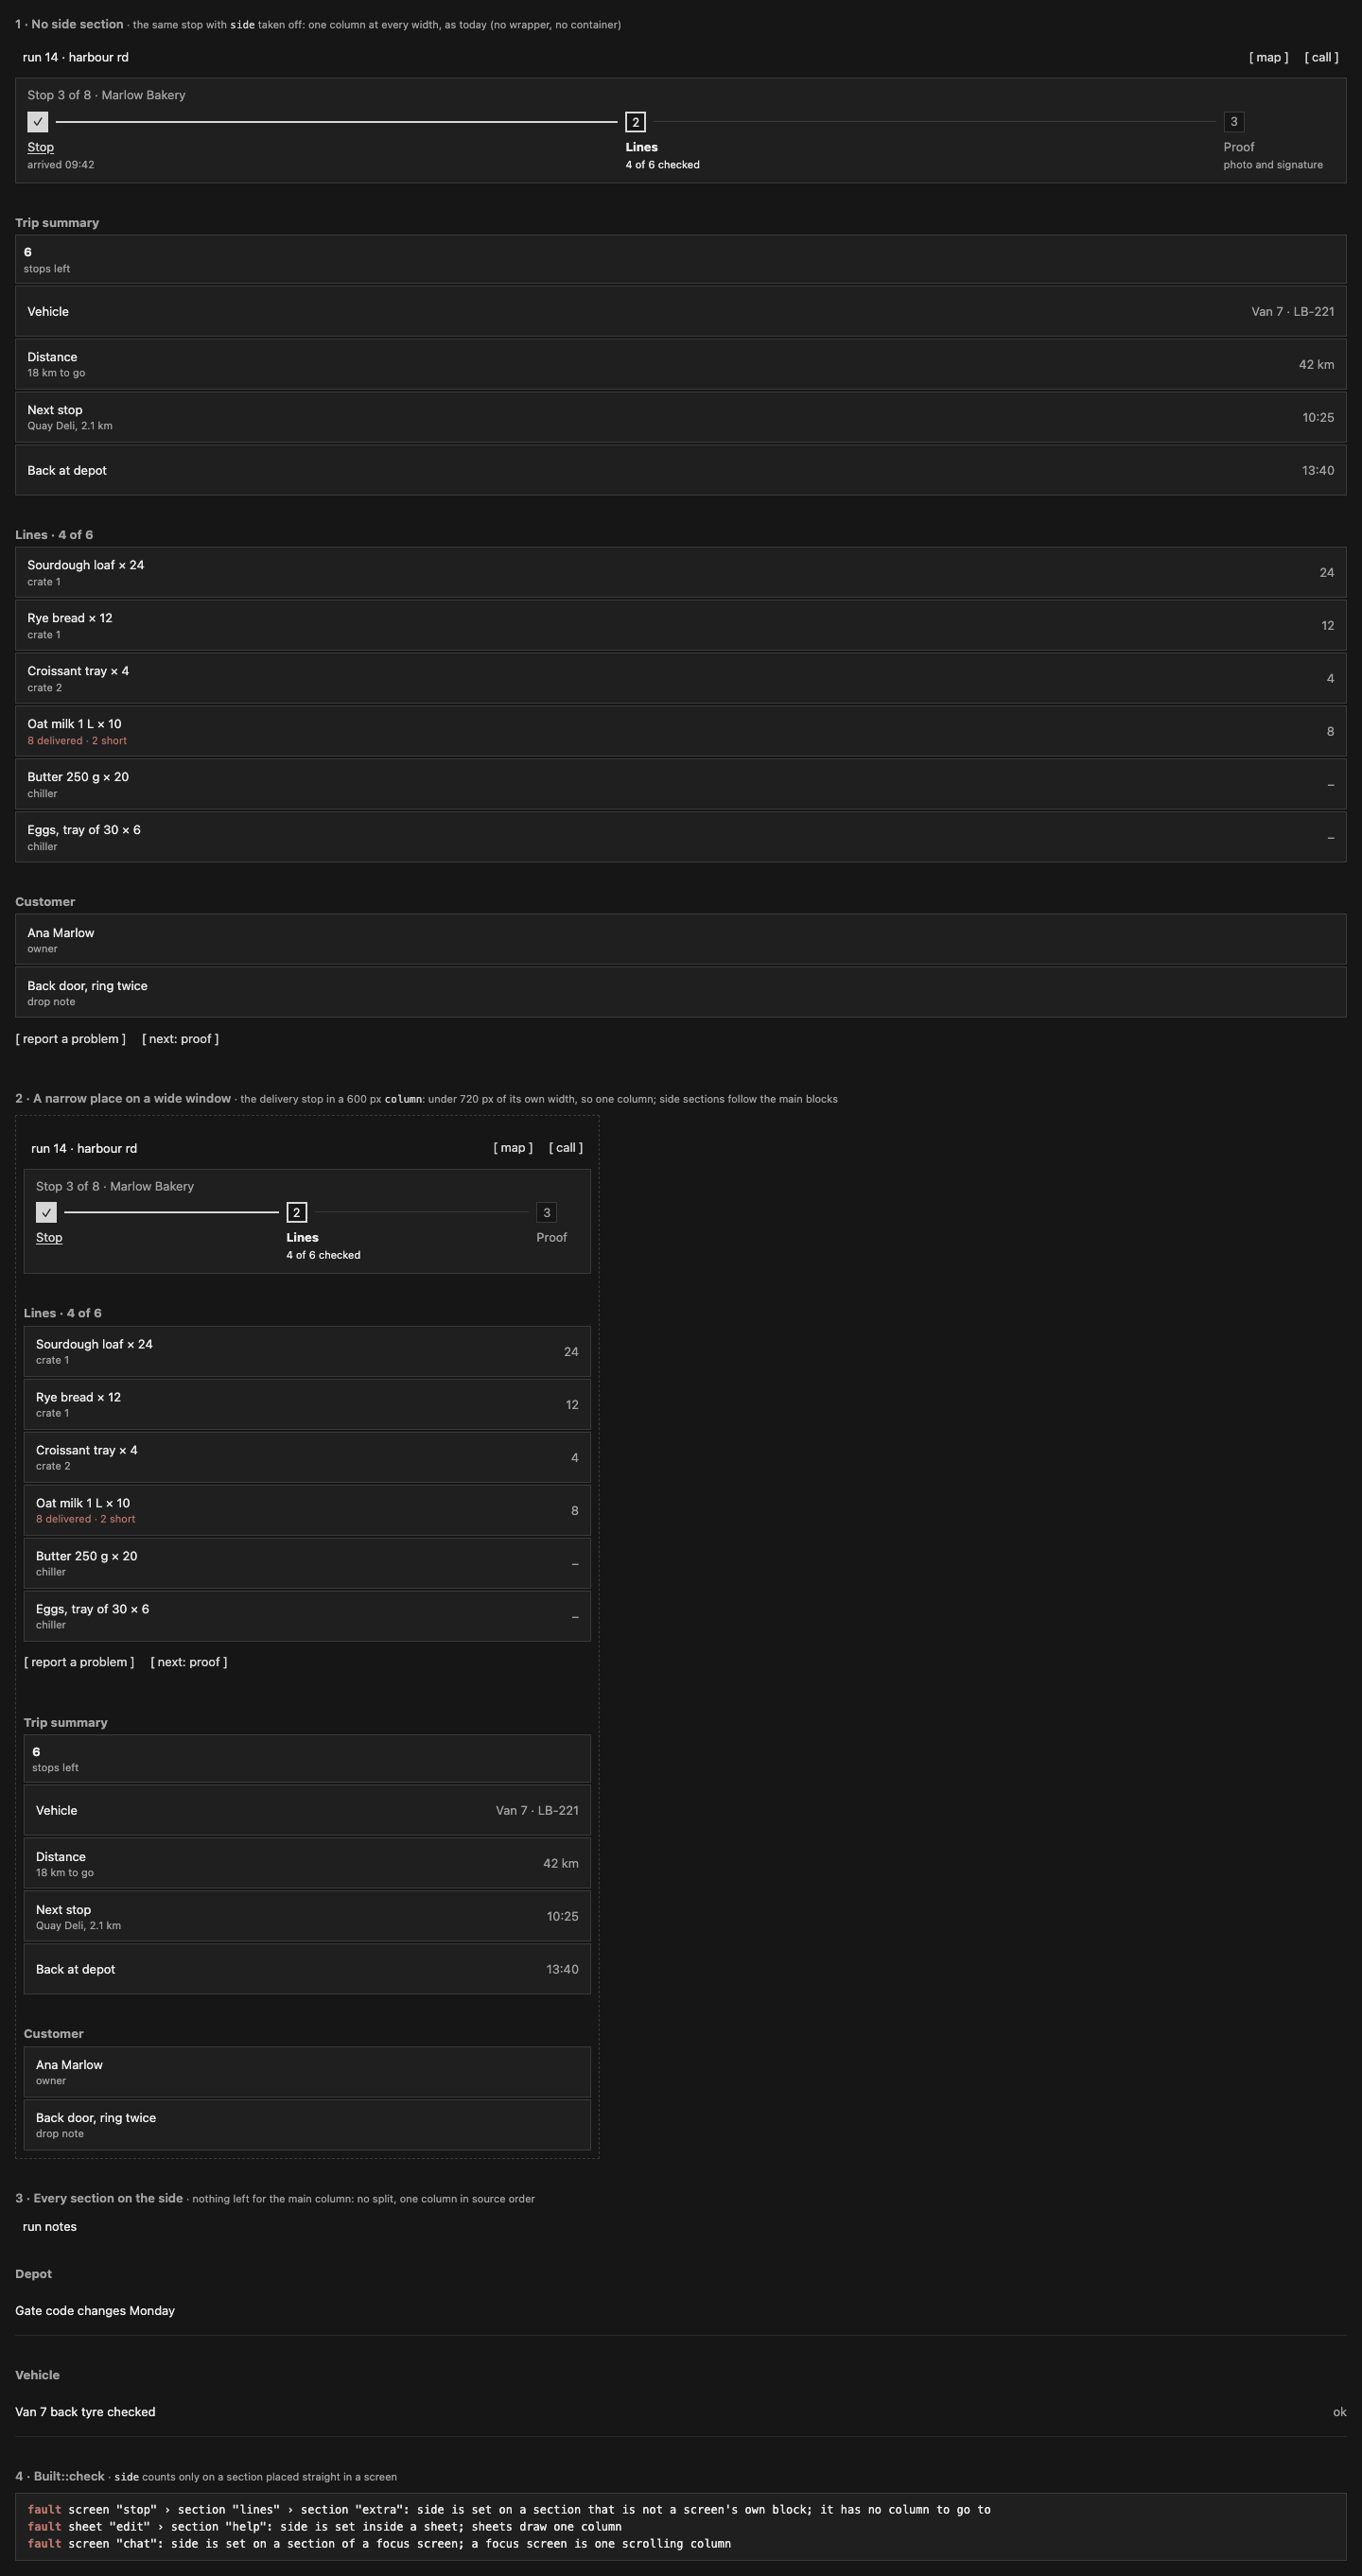 1 · No side section · the same stop with side taken off: one column at every width, as today (no wrapper, no container)
run 14 · harbour rd [ map ] [ call ]
Stop 3 of 8 · Marlow Bakery
✓ 2 3
Stop Lines Proof
arrived 09:42 4 of 6 checked photo and signature
Trip summary
6
stops left
Vehicle Van 7 · LB-221
Distance 42 km
18 km to go
Next stop 10:25
Quay Deli, 2.1 km
Back at depot 13:40
Lines · 4 of 6
Sourdough loaf × 24 24
crate 1
Rye bread × 12 12
crate 1
Croissant tray × 4 4
crate 2
Oat milk 1 L × 10 8
8 delivered · 2 short
Butter 250 g × 20 –
chiller
Eggs, tray of 30 × 6 –
chiller
Customer
Ana Marlow
owner
Back door, ring twice
drop note
[ report a problem ] [ next: proof ]
2 · A narrow place on a wide window · the delivery stop in a 600 px column: under 720 px of its own width, so one column; side sections follow the main blocks
run 14 · harbour rd [ map ] [ call ]
Stop 3 of 8 · Marlow Bakery
✓ 2 3
Stop Lines Proof
4 of 6 checked
Lines · 4 of 6
Sourdough loaf × 24 24
crate 1
Rye bread × 12 12
crate 1
Croissant tray × 4 4
crate 2
Oat milk 1 L × 10 8
8 delivered · 2 short
Butter 250 g × 20 –
chiller
Eggs, tray of 30 × 6 –
chiller
[ report a problem ] [ next: proof ]
Trip summary
6
stops left
Vehicle Van 7 · LB-221
Distance 42 km
18 km to go
Next stop 10:25
Quay Deli, 2.1 km
Back at depot 13:40
Customer
Ana Marlow
owner
Back door, ring twice
drop note
3 · Every section on the side · nothing left for the main column: no split, one column in source order
run notes
Depot
Gate code changes Monday
Vehicle
Van 7 back tyre checked ok
4 · Built::check · side counts only on a section placed straight in a screen
fault screen "stop" › section "lines" › section "extra": side is set on a section that is not a screen's own block; it has no column to go to
fault sheet "edit" › section "help": side is set inside a sheet; sheets draw one column
fault screen "chat": side is set on a section of a focus screen; a focus screen is one scrolling column